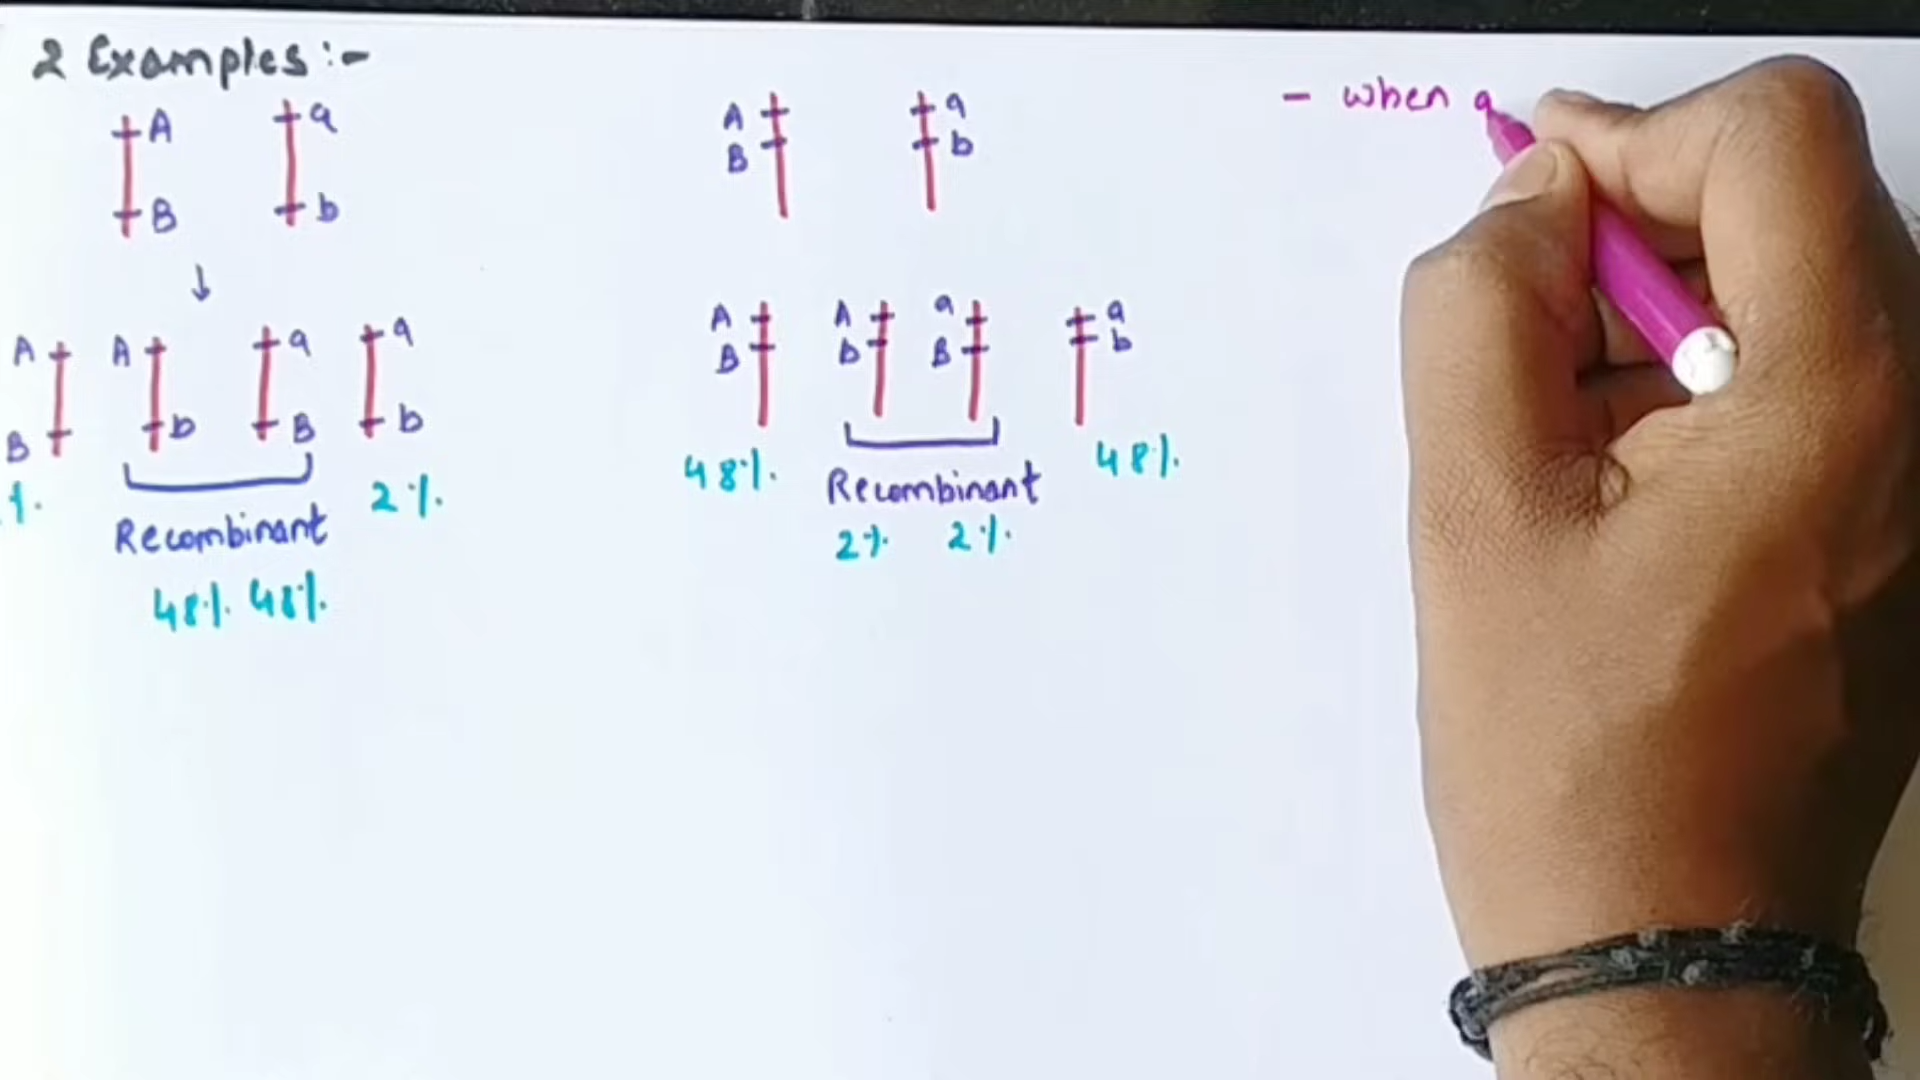 2 Examples :-
A a
B b
A A a a
B b B b
2%.
Recombinant
48%. 48%.
A a
B b
A A a a
B b B b
48%. 48%.
Recombinant
2%. 2%.
- when a